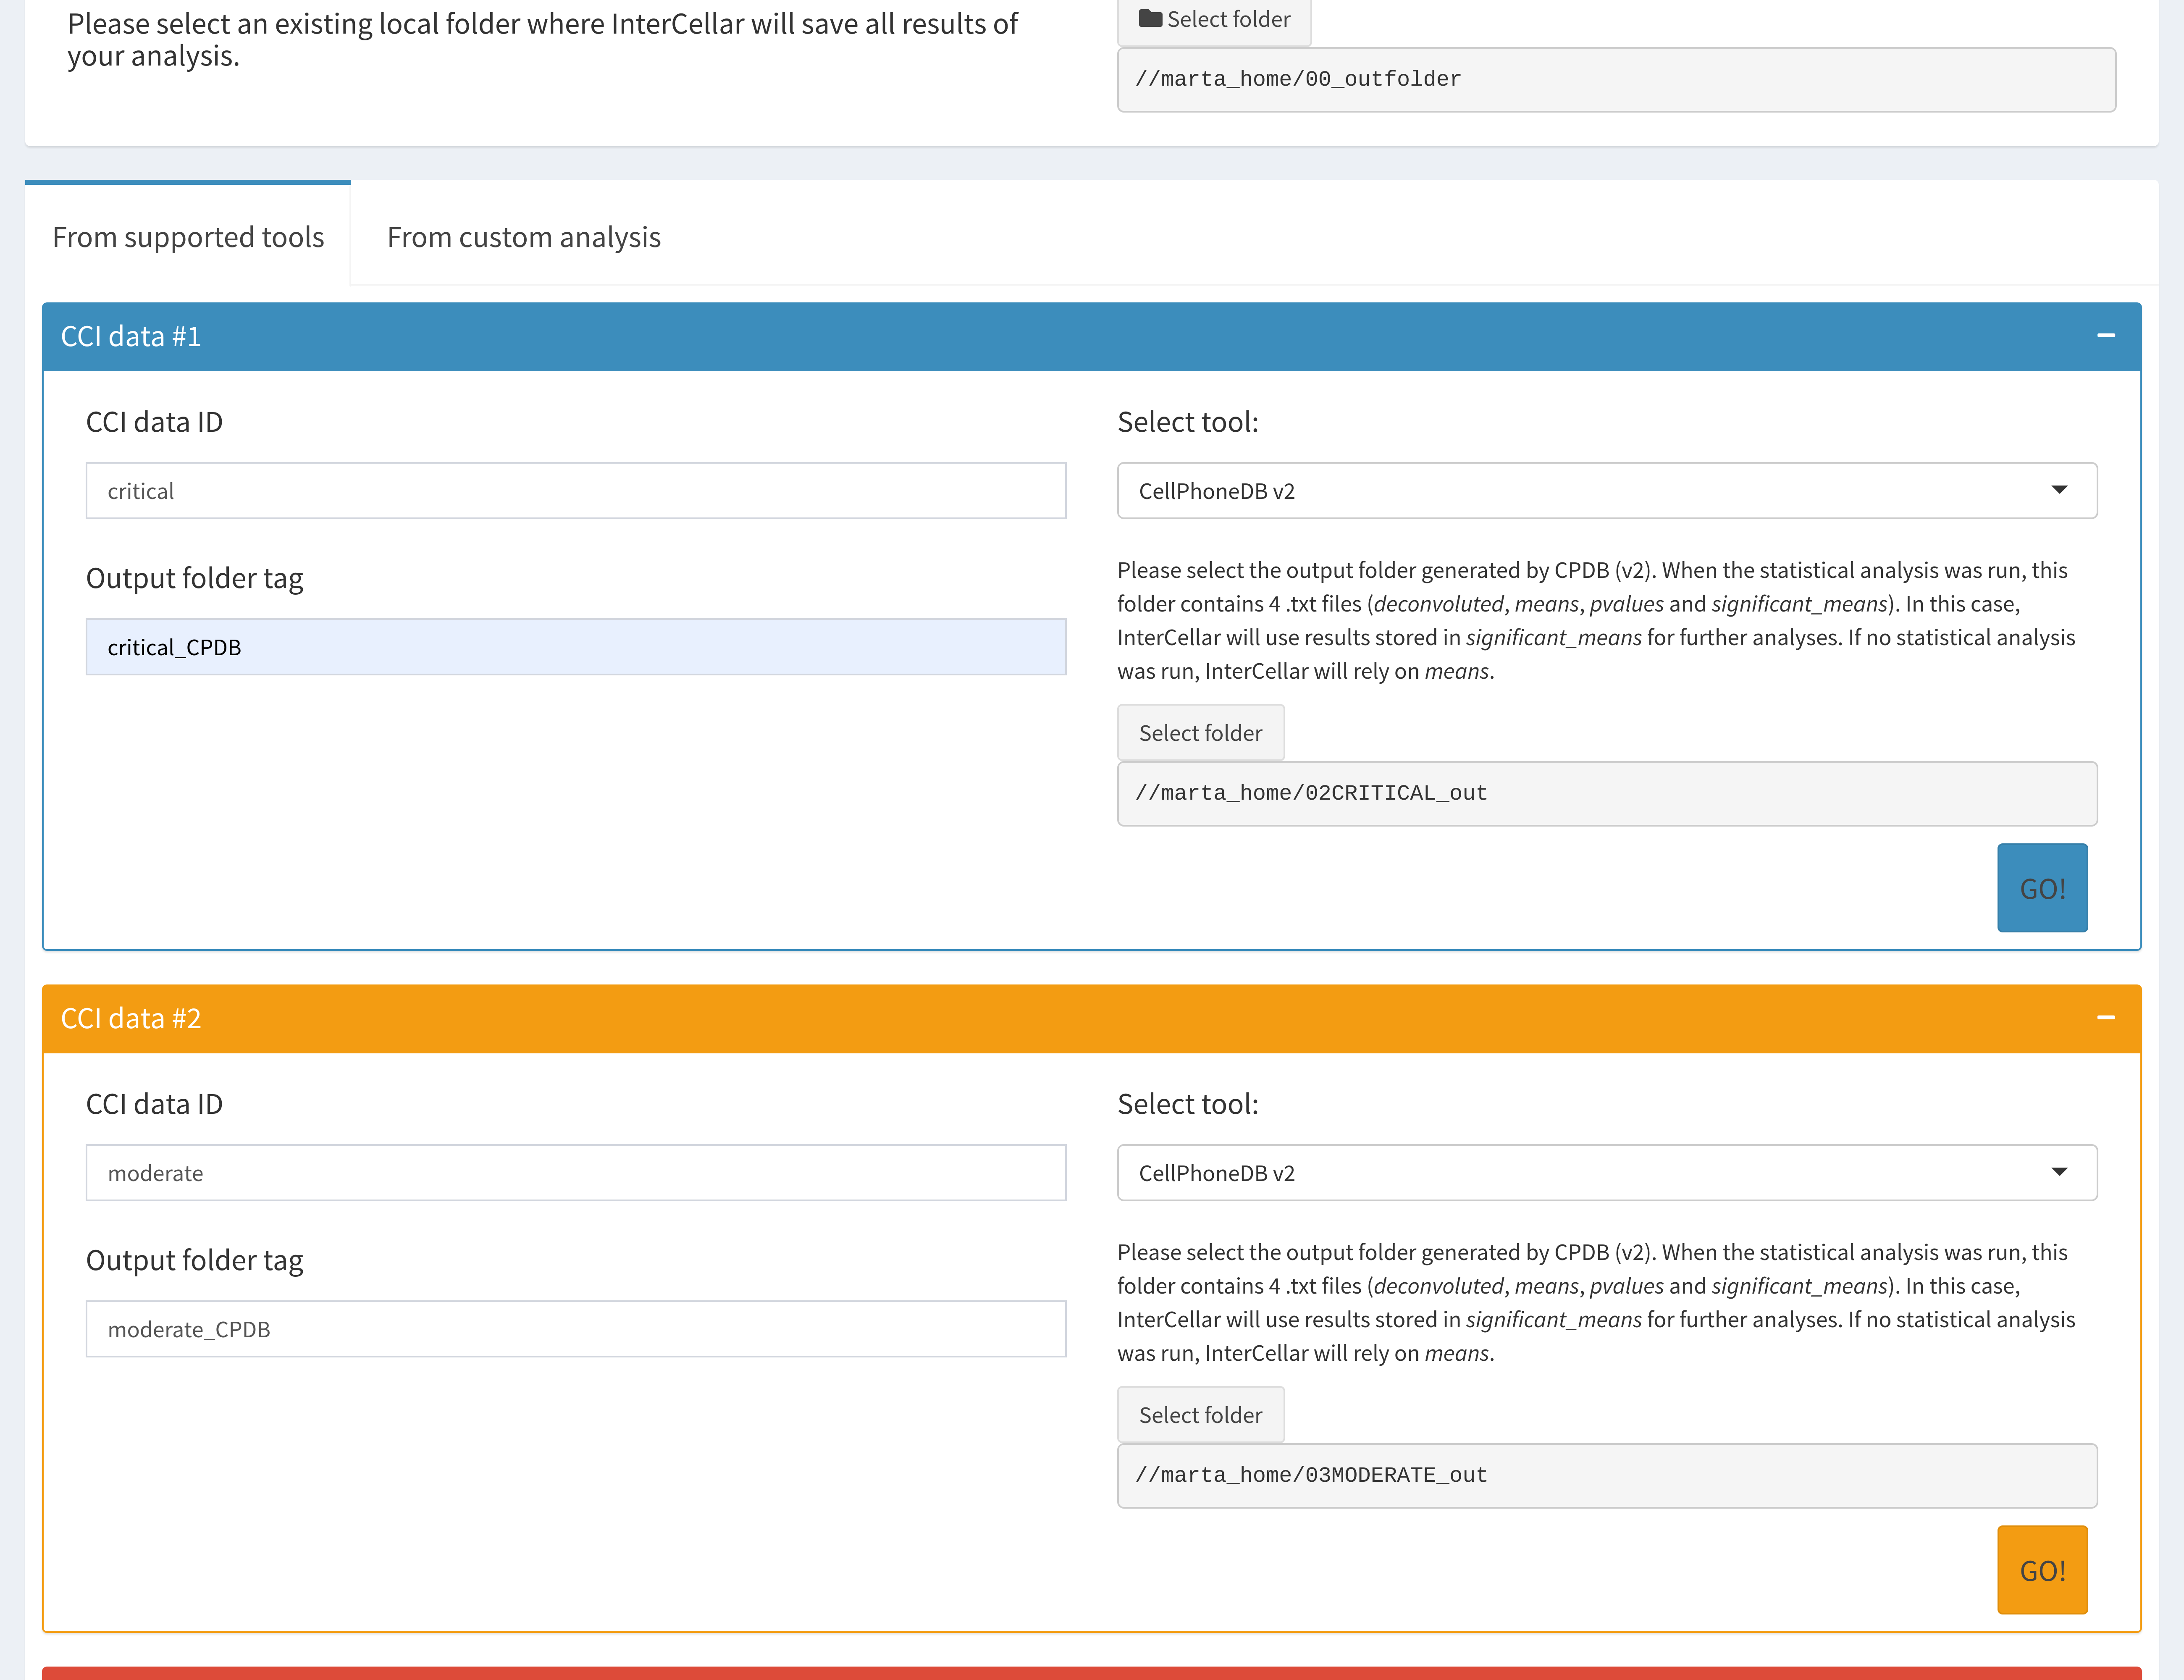 Please select an existing local folder where InterCellar will save all results of
your analysis.
Select folder
//marta_home/00_outfolder
From supported tools
From custom analysis
CCI data #1
CCI data ID
critical
Output folder tag
critical_CPDB
Select tool:
CellPhoneDB v2
Please select the output folder generated by CPDB (v2). When the statistical analysis was run, this
folder contains 4 .txt files (deconvoluted, means, pvalues and significant_means). In this case,
InterCellar will use results stored in significant_means for further analyses. If no statistical analysis
was run, InterCellar will rely on means.
Select folder
//marta_home/02CRITICAL_out
GO!
CCI data #2
CCI data ID
moderate
Output folder tag
moderate_CPDB
Select tool:
CellPhoneDB v2
Please select the output folder generated by CPDB (v2). When the statistical analysis was run, this
folder contains 4 .txt files (deconvoluted, means, pvalues and significant_means). In this case,
InterCellar will use results stored in significant_means for further analyses. If no statistical analysis
was run, InterCellar will rely on means.
Select folder
//marta_home/03MODERATE_out
GO!